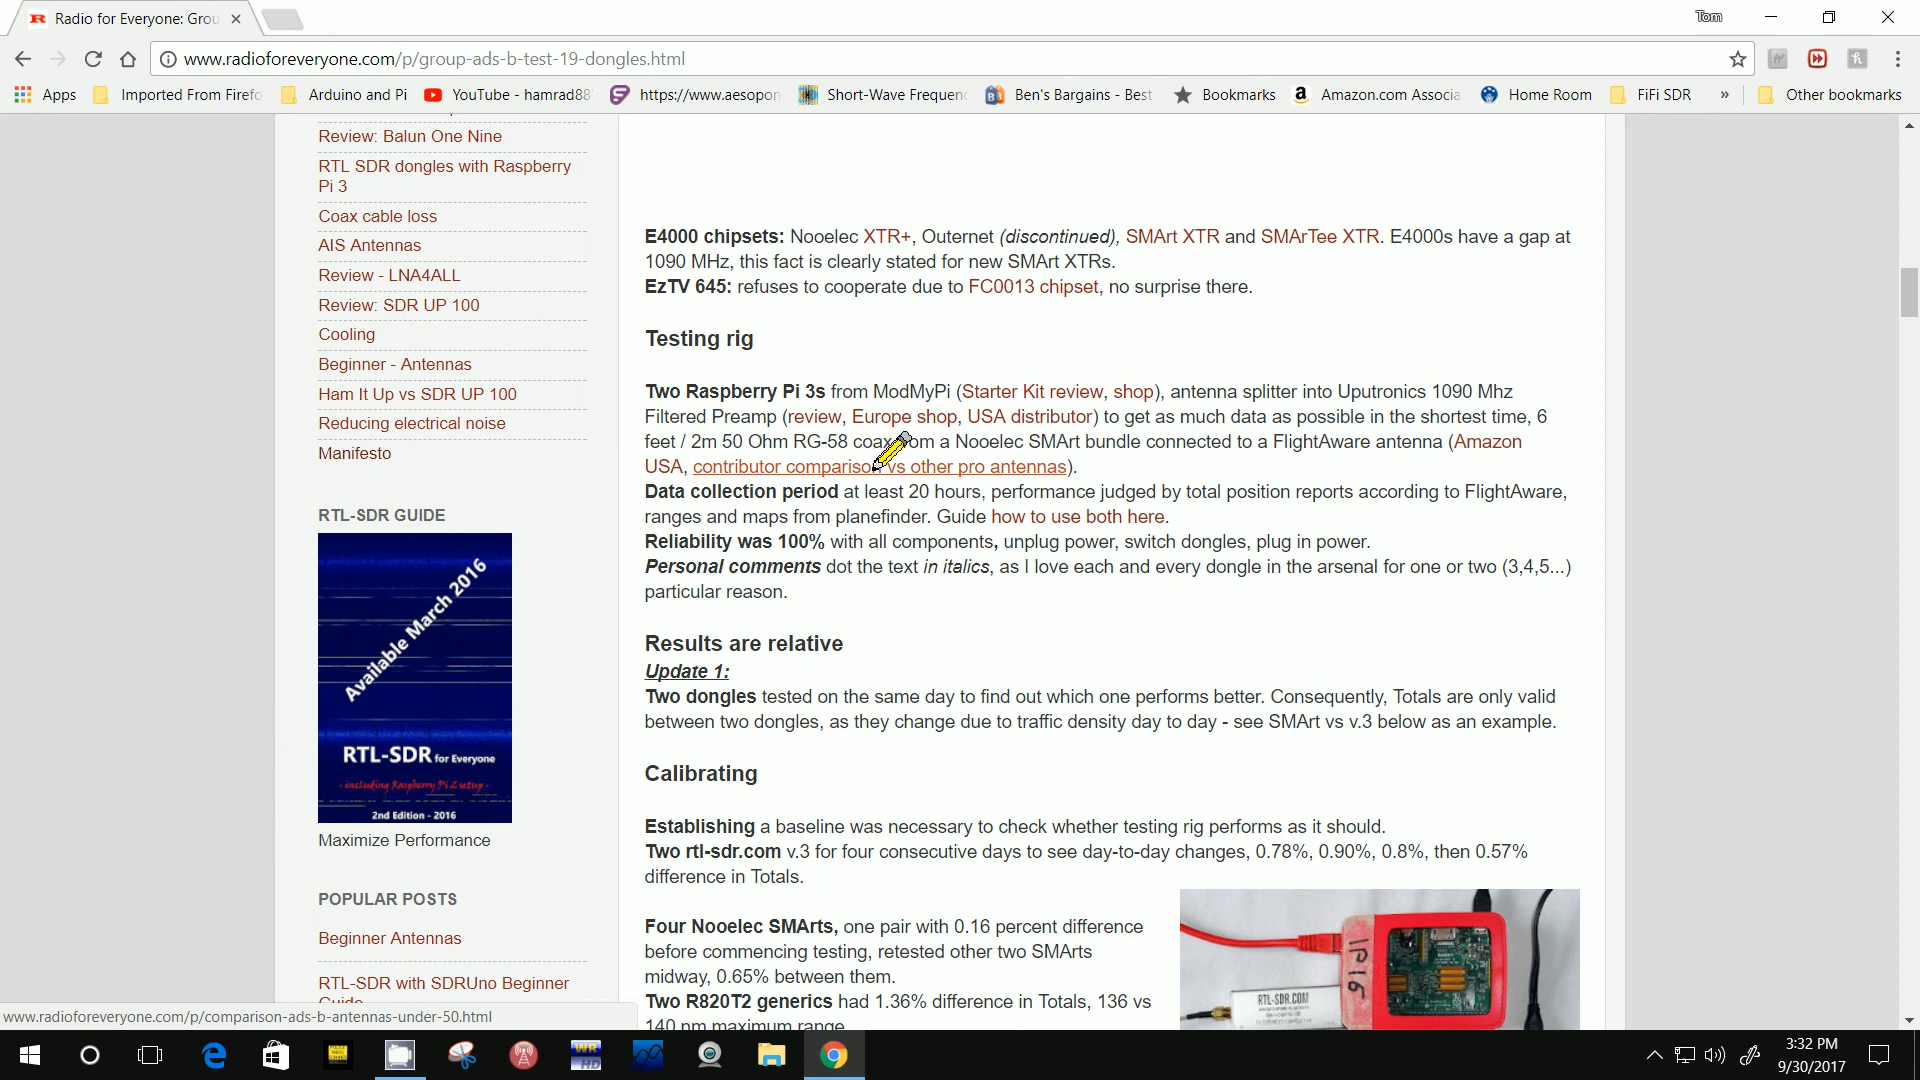 Radio for Everyone: Grou
Tom
www.radioforeveryone.com/p/group-ads-b-test-19-dongles.html
Apps
Imported From Firefo
Arduino and Pi
YouTube - hamrad88
https://www.aesopon
Short-Wave Frequenc
Ben's Bargains - Best
Bookmarks
Amazon.com Associa
Home Room
FiFi SDR
»
Other bookmarks
Review: Balun One Nine
RTL SDR dongles with Raspberry
Pi 3
Coax cable loss
AIS Antennas
Review - LNA4ALL
Review: SDR UP 100
Cooling
Beginner - Antennas
Ham It Up vs SDR UP 100
Reducing electrical noise
Manifesto
RTL-SDR GUIDE
Available March 2016
RTL-SDR for Everyone
- including Raspberry Pi 2 setup -
2nd Edition - 2016
Maximize Performance
POPULAR POSTS
Beginner Antennas
RTL-SDR with SDRUno Beginner
Guide
E4000 chipsets: Nooelec XTR+, Outernet (discontinued), SMArt XTR and SMArTee XTR. E4000s have a gap at
1090 MHz, this fact is clearly stated for new SMArt XTRs.
EzTV 645: refuses to cooperate due to FC0013 chipset, no surprise there.
Testing rig
Two Raspberry Pi 3s from ModMyPi (Starter Kit review, shop), antenna splitter into Uputronics 1090 Mhz
Filtered Preamp (review, Europe shop, USA distributor) to get as much data as possible in the shortest time, 6
feet / 2m 50 Ohm RG-58 coax from a Nooelec SMArt bundle connected to a FlightAware antenna (Amazon
USA, contributor comparison vs other pro antennas).
Data collection period at least 20 hours, performance judged by total position reports according to FlightAware,
ranges and maps from planefinder. Guide how to use both here.
Reliability was 100% with all components, unplug power, switch dongles, plug in power.
Personal comments dot the text in italics, as I love each and every dongle in the arsenal for one or two (3,4,5...)
particular reason.
Results are relative
Update 1:
Two dongles tested on the same day to find out which one performs better. Consequently, Totals are only valid
between two dongles, as they change due to traffic density day to day - see SMArt vs v.3 below as an example.
Calibrating
Establishing a baseline was necessary to check whether testing rig performs as it should.
Two rtl-sdr.com v.3 for four consecutive days to see day-to-day changes, 0.78%, 0.90%, 0.8%, then 0.57%
difference in Totals.
Four Nooelec SMArts, one pair with 0.16 percent difference
before commencing testing, retested other two SMArts
midway, 0.65% between them.
Two R820T2 generics had 1.36% difference in Totals, 136 vs
140 nm maximum range
1P16
RTL-SDR.COM
www.radioforeveryone.com/p/comparison-ads-b-antennas-under-50.html
WR
HD
3:32 PM
9/30/2017